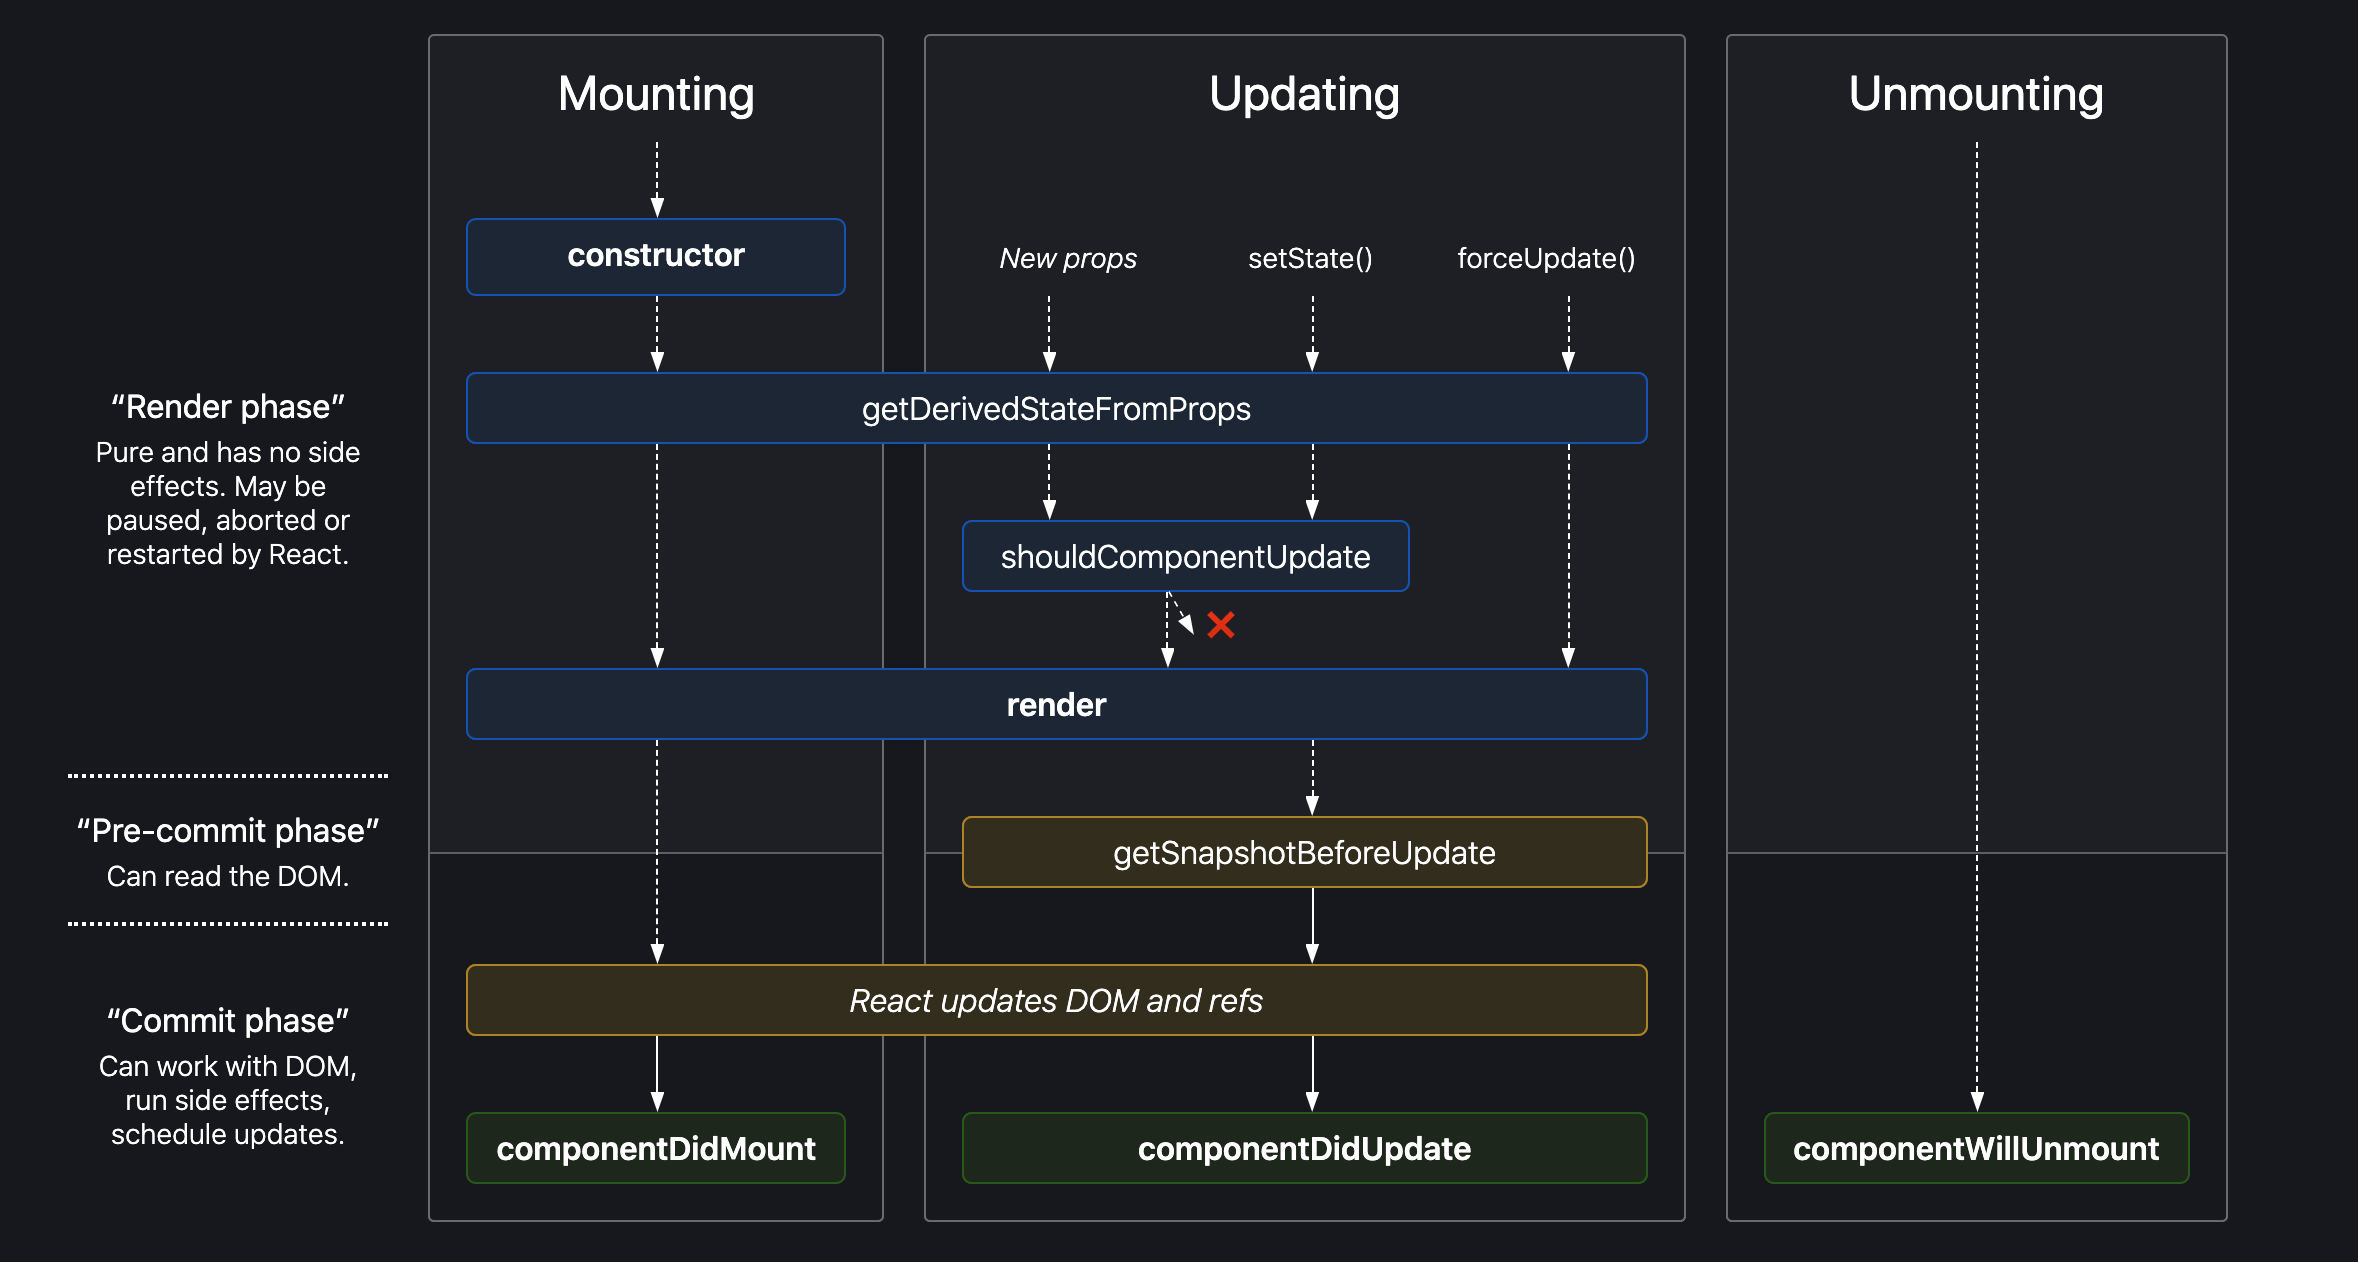 Mounting
Updating
Unmounting
constructor
New props
setState()
forceUpdate()
“Render phase”
Pure and has no side
effects. May be
paused, aborted or
restarted by React.
getDerivedStateFromProps
shouldComponentUpdate
render
“Pre-commit phase”
Can read the DOM.
getSnapshotBeforeUpdate
“Commit phase”
Can work with DOM,
run side effects,
schedule updates.
React updates DOM and refs
componentDidMount
componentDidUpdate
componentWillUnmount